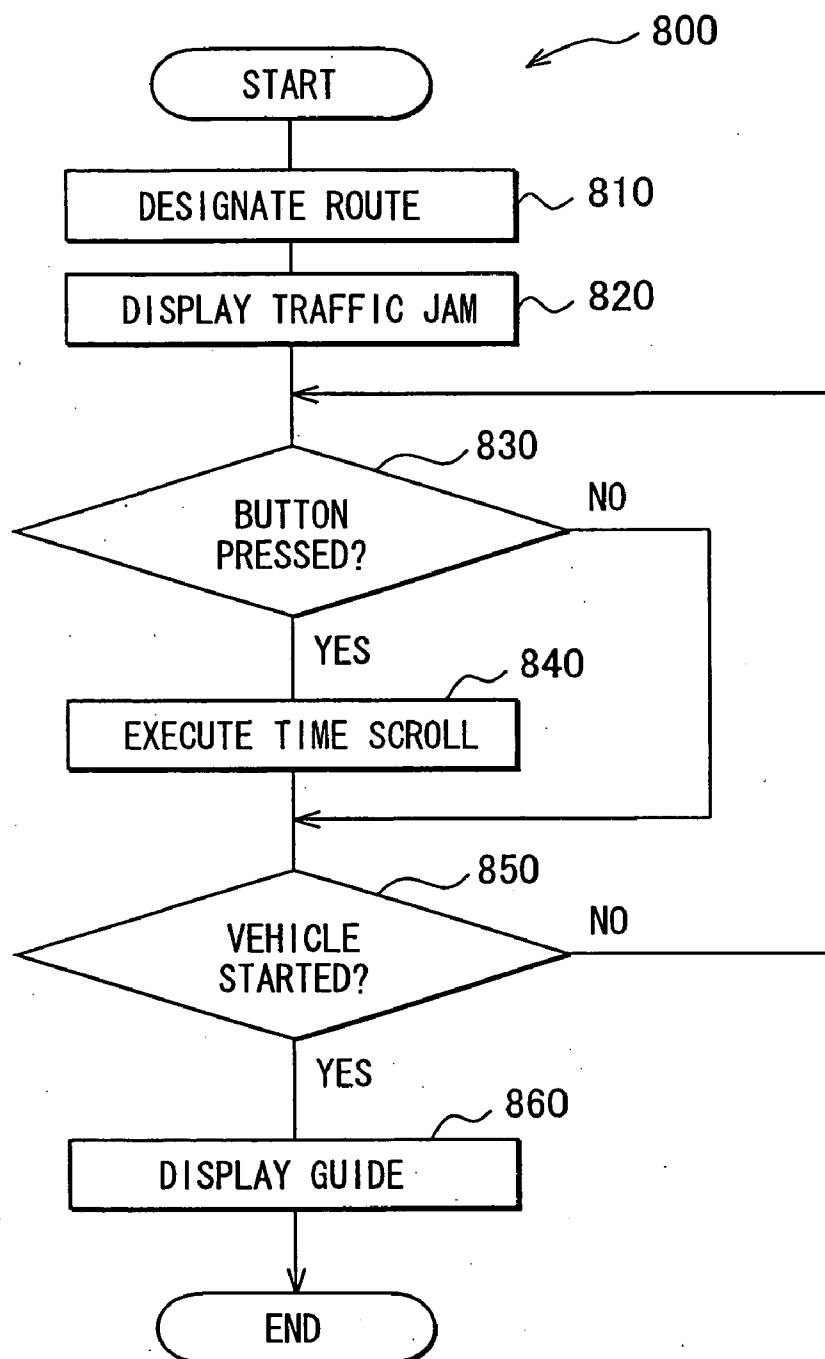 800
START
DESIGNATE ROUTE
810
DISPLAY TRAFFIC JAM
820
830
BUTTON
PRESSED?
NO
YES
840
EXECUTE TIME SCROLL
850
VEHICLE
STARTED?
NO
YES
860
DISPLAY GUIDE
END